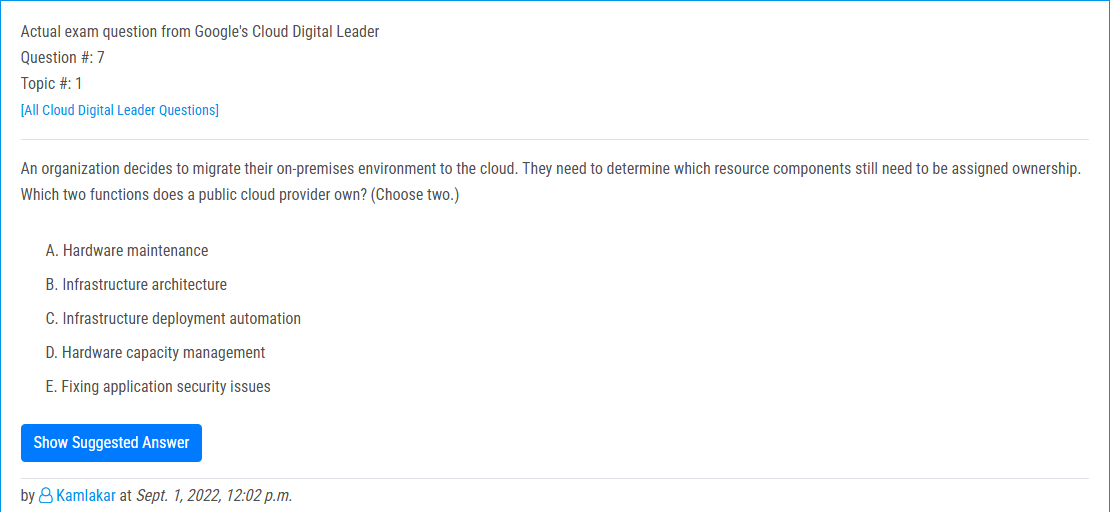 Actual exam question from Google's Cloud Digital Leader
Question #: 7
Topic #: 1
[All Cloud Digital Leader Questions]
An organization decides to migrate their on-premises environment to the cloud. They need to determine which resource components still need to be assigned ownership.
Which two functions does a public cloud provider own? (Choose two.)
A. Hardware maintenance
B. Infrastructure architecture
C. Infrastructure deployment automation
D. Hardware capacity management
E. Fixing application security issues
Show Suggested Answer
by Kamlakar at Sept. 1, 2022, 12:02 p.m.